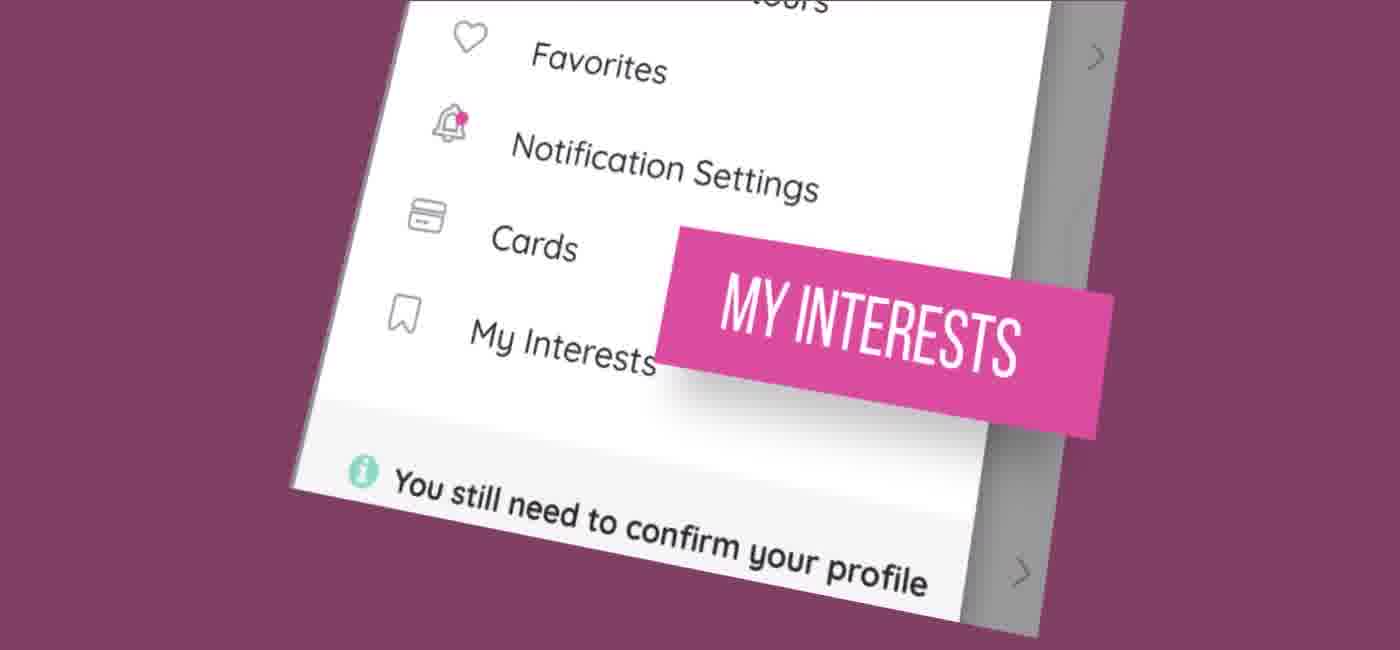 Favorites
Notification Settings
Cards
My Interests
MY INTERESTS
You still need to confirm your profile